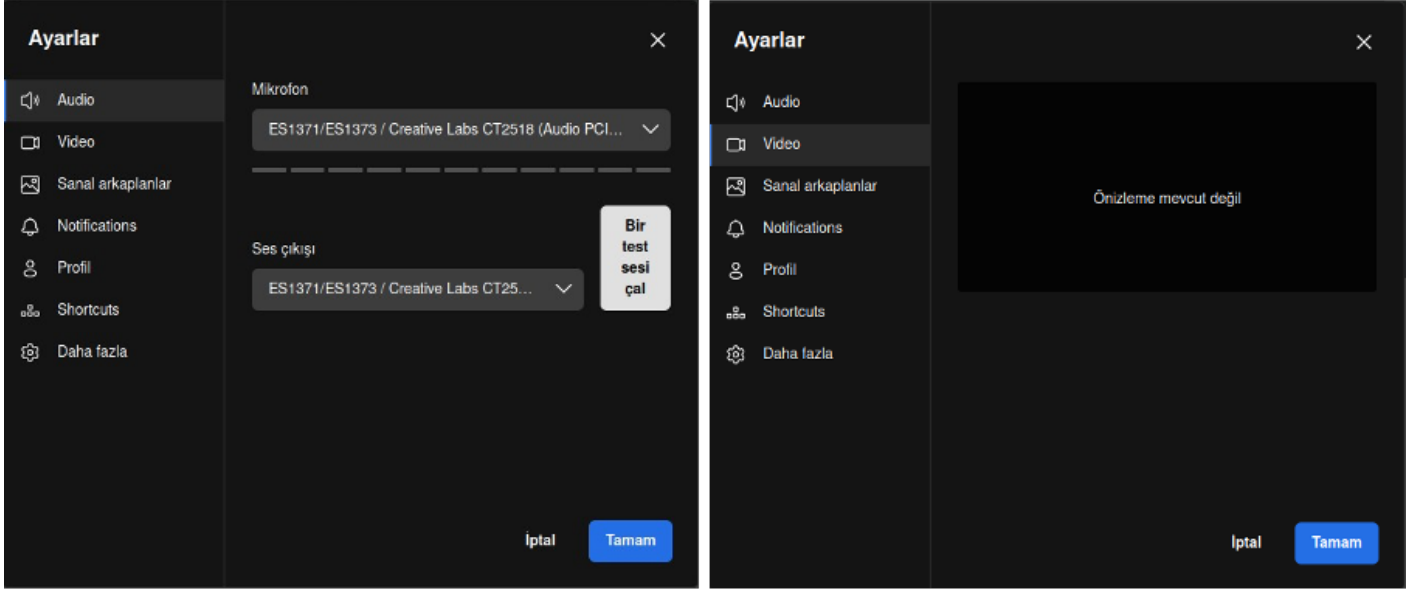 Ayarlar
Audio
Video
Sanal arkaplanlar
Notifications
Profil
Shortcuts
Daha fazla
Mikrofon
ES1371/ES1373 / Creative Labs CT2518 (Audio PCI...
Ses çıkışı
ES1371/ES1373 / Creative Labs CT25...
Bir
test
sesi
çal
İptal
Tamam
Ayarlar
Audio
Video
Sanal arkaplanlar
Notifications
Profil
Shortcuts
Daha fazla
Önizleme mevcut değil
İptal
Tamam